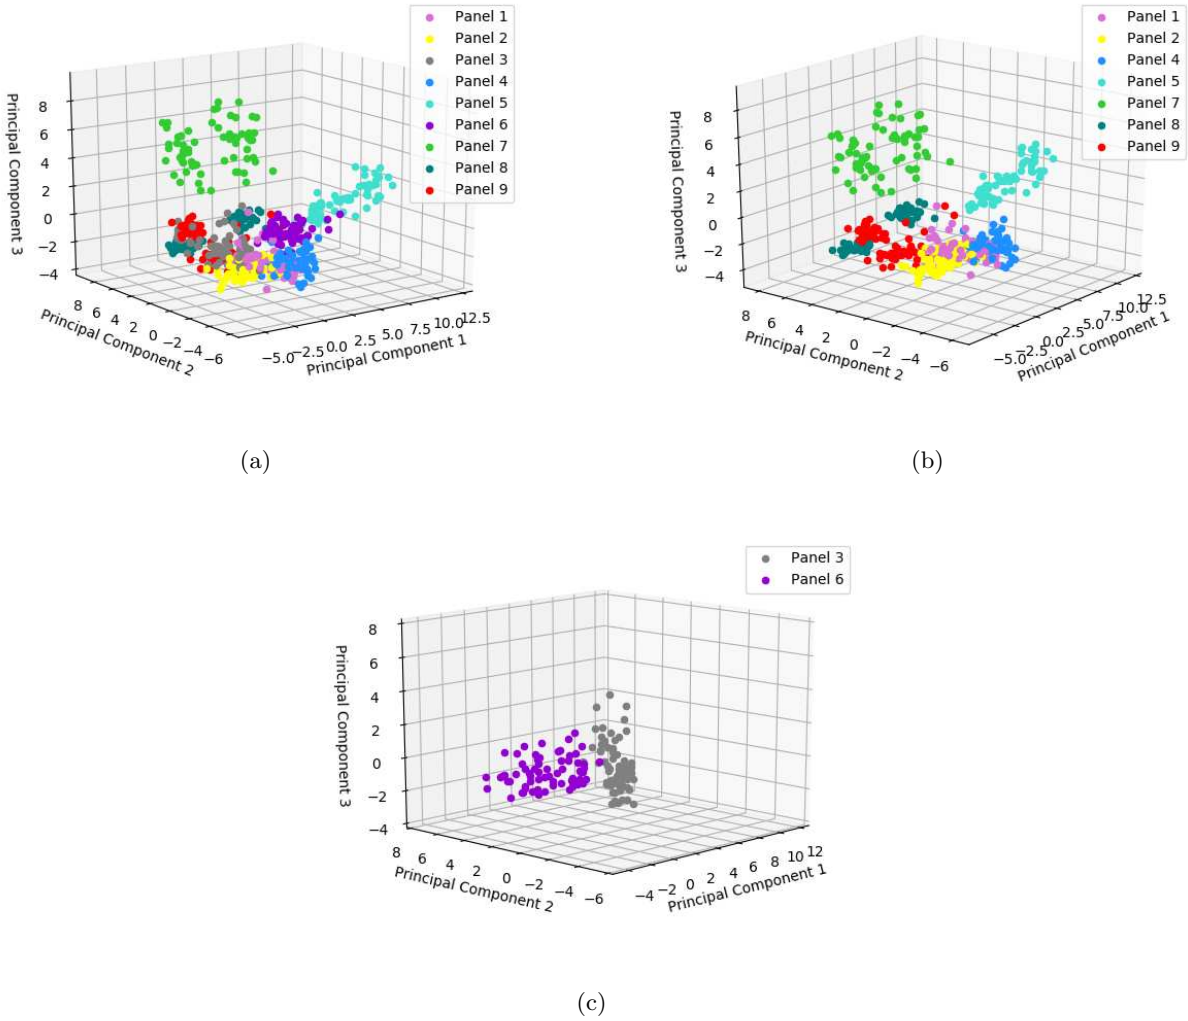 Panel 1
Panel 2
Panel 3
Panel 4
Panel 5
Panel 6
Panel 7
Panel 8
Panel 9
Principal Component 3
8
6
4
2
0
−2
−4
8 6 4 2 0 −2 −4 −6
Principal Component 2
−5.0 −2.5 0.0 2.5 5.0 7.5 10.0 12.5
Principal Component 1
(a)
Panel 1
Panel 2
Panel 4
Panel 5
Panel 7
Panel 8
Panel 9
Principal Component 3
8
6
4
2
0
−2
−4
8 6 4 2 0 −2 −4 −6
Principal Component 2
−5.0 −2.5 0.0 2.5 5.0 7.5 10.0 12.5
Principal Component 1
(b)
Panel 3
Panel 6
Principal Component 3
8
6
4
2
0
−2
−4
8 6 4 2 0 −2 −4 −6
Principal Component 2
−4 −2 0 2 4 6 8 10 12
Principal Component 1
(c)